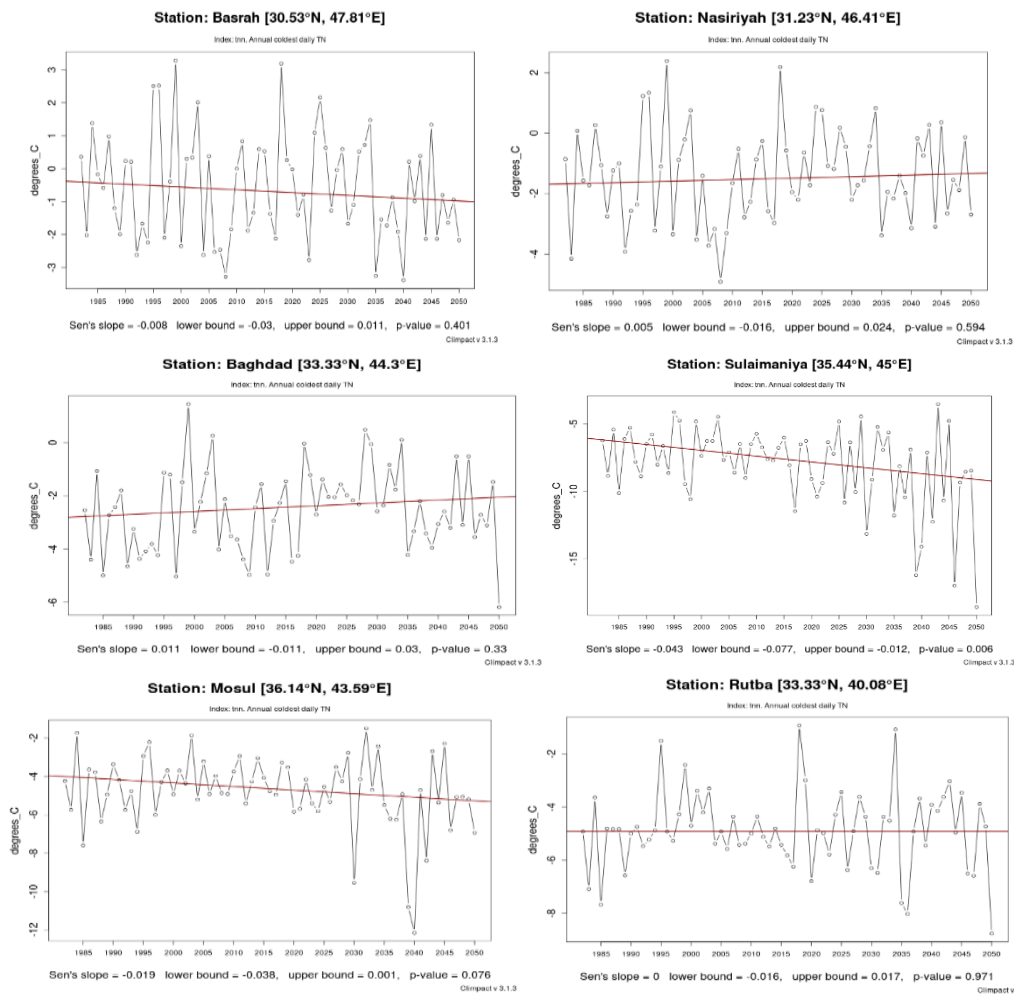 Station: Basrah [30.53°N, 47.81°E]
Index: tnn. Annual coldest daily TN
degrees_C
3
2
1
0
-1
-2
-3
1985 1990 1995 2000 2005 2010 2015 2020 2025 2030 2035 2040 2045 2050
Sen's slope = -0.008 lower bound = -0.03, upper bound = 0.011, p-value = 0.401
Climpact v 3.1.3
Station: Nasiriyah [31.23°N, 46.41°E]
Index: tnn. Annual coldest daily TN
degrees_C
2
0
-2
-4
1985 1990 1995 2000 2005 2010 2015 2020 2025 2030 2035 2040 2045 2050
Sen's slope = 0.005 lower bound = -0.016, upper bound = 0.024, p-value = 0.594
Climpact v 3.1.3
Station: Baghdad [33.33°N, 44.3°E]
Index: tnn. Annual coldest daily TN
degrees_C
0
-2
-4
-6
1985 1990 1995 2000 2005 2010 2015 2020 2025 2030 2035 2040 2045 2050
Sen's slope = 0.011 lower bound = -0.011, upper bound = 0.03, p-value = 0.33
Climpact v 3.1.3
Station: Sulaimaniya [35.44°N, 45°E]
Index: tnn. Annual coldest daily TN
degrees_C
-5
-10
-15
1985 1990 1995 2000 2005 2010 2015 2020 2025 2030 2035 2040 2045 2050
Sen's slope = -0.043 lower bound = -0.077, upper bound = -0.012, p-value = 0.006
Climpact v 3.1.3
Station: Mosul [36.14°N, 43.59°E]
Index: tnn. Annual coldest daily TN
degrees_C
-2
-4
-6
-8
-10
-12
1985 1990 1995 2000 2005 2010 2015 2020 2025 2030 2035 2040 2045 2050
Sen's slope = -0.019 lower bound = -0.038, upper bound = 0.001, p-value = 0.076
Climpact v 3.1.3
Station: Rutba [33.33°N, 40.08°E]
Index: tnn. Annual coldest daily TN
degrees_C
-2
-4
-6
-8
1985 1990 1995 2000 2005 2010 2015 2020 2025 2030 2035 2040 2045 2050
Sen's slope = 0 lower bound = -0.016, upper bound = 0.017, p-value = 0.971
Climpact v